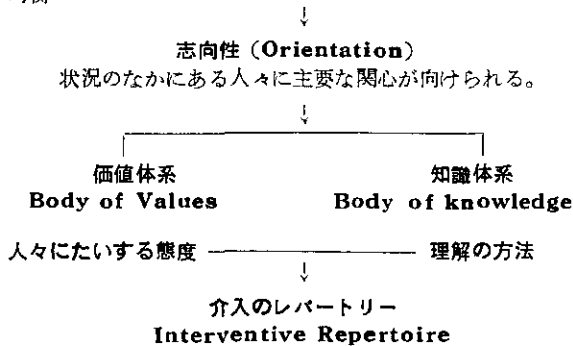 志向性（Orientation）
状況のなかにある人々に主要な関心が向けられる。
価値体系 知識体系
Body of Values Body of knowledge
人々にたいする態度 理解の方法
介入のレパートリー
Interventive Repertoire